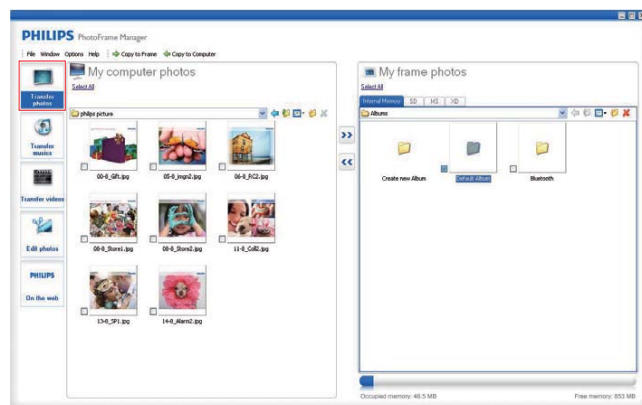 PHILIPS PhotoFrame Manager
File Window Options Help Copy to Frame Copy to Computer
Transfer photos
Transfer musics
Transfer videos
Edit photos
PHILIPS
On the web
My computer photos
Select All
philips picture
00-0_Gift.jpg
05-0_imgn2.jpg
06-0_RC2.jpg
08-0_Store1.jpg
08-0_Store2.jpg
11-0_Coll2.jpg
13-0_SP1.jpg
14-0_Alarm2.jpg
>>
<<
My frame photos
Select All
Internal Memory SD MS XD
Albums
Create new Album
Default Album
Bluetooth
Occupied memory: 46.5 MB
Free memory: 853 MB